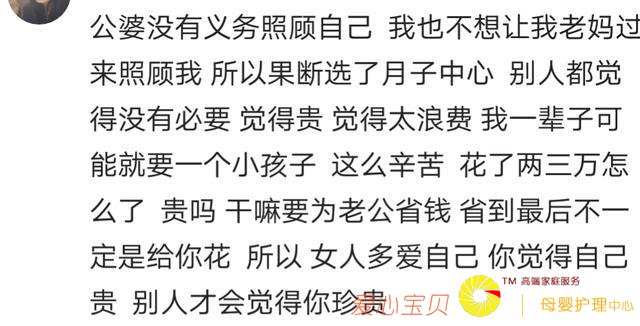 公婆没有义务照顾自己 我也不想让我老妈过
来照顾我 所以果断选了月子中心 别人都觉
得没有必要 觉得贵 觉得太浪费 我一辈子可
能就要一个小孩子 这么辛苦 花了两三万怎
么了 贵吗 干嘛要为老公省钱 省到最后不一
定是给你花 所以 女人多爱自己 你觉得自己
贵 别人才会觉得你珍贵
爱心宝贝
TM 高端家庭服务
母婴护理中心